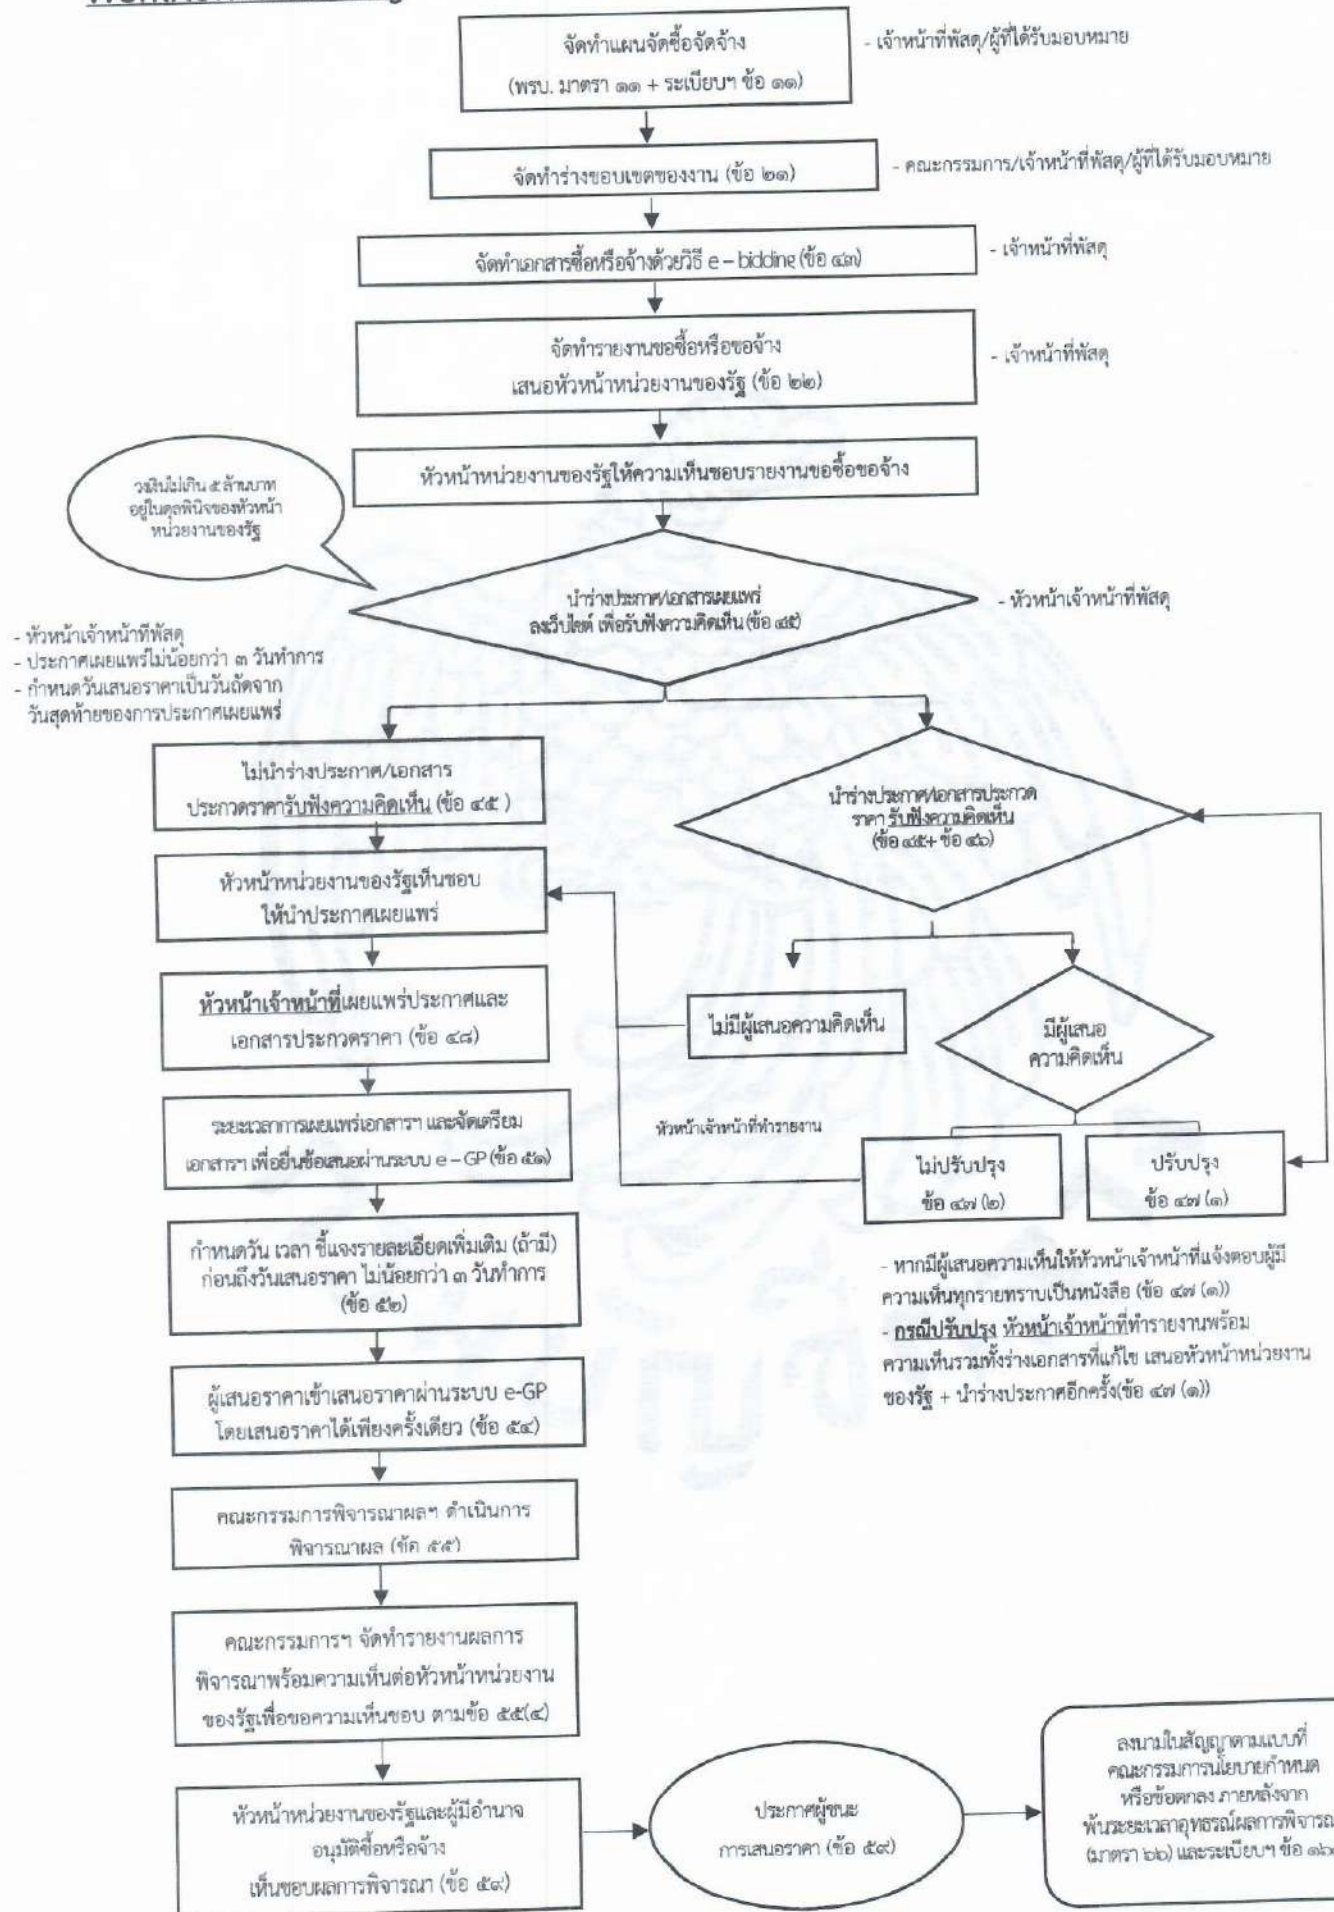 จัดทำแผนจัดซื้อจัดจ้าง
(พรบ. มาตรา ๑๑ + ระเบียบฯ ข้อ ๑๑)
- เจ้าหน้าที่พัสดุ/ผู้ที่ได้รับมอบหมาย
จัดทำร่างขอบเขตของงาน (ข้อ ๒๑)
- คณะกรรมการ/เจ้าหน้าที่พัสดุ/ผู้ที่ได้รับมอบหมาย
จัดทำเอกสารซื้อหรือจ้างด้วยวิธี e – bidding (ข้อ ๔๓)
- เจ้าหน้าที่พัสดุ
จัดทำรายงานขอซื้อหรือขอจ้าง
เสนอหัวหน้าหน่วยงานของรัฐ (ข้อ ๒๒)
- เจ้าหน้าที่พัสดุ
หัวหน้าหน่วยงานของรัฐให้ความเห็นชอบรายงานขอซื้อขอจ้าง
วงเงินไม่เกิน ๕ ล้านบาท
อยู่ในดุลพินิจของหัวหน้า
หน่วยงานของรัฐ
นำร่างประกาศ/เอกสารเผยแพร่
ลงเว็บไซต์ เพื่อรับฟังความคิดเห็น (ข้อ ๔๕)
- หัวหน้าเจ้าหน้าที่พัสดุ
- หัวหน้าเจ้าหน้าที่พัสดุ
- ประกาศเผยแพร่ไม่น้อยกว่า ๓ วันทำการ
- กำหนดวันเสนอราคาเป็นวันถัดจาก
วันสุดท้ายของการประกาศเผยแพร่
ไม่นำร่างประกาศ/เอกสาร
ประกวดราคารับฟังความคิดเห็น (ข้อ ๔๕ )
นำร่างประกาศ/เอกสารประกวด
ราคา รับฟังความคิดเห็น
(ข้อ ๔๕+ ข้อ ๔๖)
หัวหน้าหน่วยงานของรัฐเห็นชอบ
ให้นำประกาศเผยแพร่
หัวหน้าเจ้าหน้าที่เผยแพร่ประกาศและ
เอกสารประกวดราคา (ข้อ ๔๘)
ไม่มีผู้เสนอความคิดเห็น
มีผู้เสนอ
ความคิดเห็น
ระยะเวลาการเผยแพร่เอกสารฯ และจัดเตรียม
เอกสารฯ เพื่อยื่นข้อเสนอผ่านระบบ e – GP (ข้อ ๕๑)
หัวหน้าเจ้าหน้าที่ทำรายงาน
ไม่ปรับปรุง
ข้อ ๔๗ (๒)
ปรับปรุง
ข้อ ๔๗ (๑)
กำหนดวัน เวลา ชี้แจงรายละเอียดเพิ่มเติม (ถ้ามี)
ก่อนถึงวันเสนอราคา ไม่น้อยกว่า ๓ วันทำการ
(ข้อ ๕๒)
- หากมีผู้เสนอความเห็นให้หัวหน้าเจ้าหน้าที่แจ้งตอบผู้มี
ความเห็นทุกรายทราบเป็นหนังสือ (ข้อ ๔๗ (๑))
- กรณีปรับปรุง หัวหน้าเจ้าหน้าที่ทำรายงานพร้อม
ความเห็นรวมทั้งร่างเอกสารที่แก้ไข เสนอหัวหน้าหน่วยงาน
ของรัฐ + นำร่างประกาศอีกครั้ง(ข้อ ๔๗ (๑))
ผู้เสนอราคาเข้าเสนอราคาผ่านระบบ e-GP
โดยเสนอราคาได้เพียงครั้งเดียว (ข้อ ๕๔)
คณะกรรมการพิจารณาผลฯ ดำเนินการ
พิจารณาผล (ข้อ ๕๕)
คณะกรรมการฯ จัดทำรายงานผลการ
พิจารณาพร้อมความเห็นต่อหัวหน้าหน่วยงาน
ของรัฐเพื่อขอความเห็นชอบ ตามข้อ ๕๕(๔)
หัวหน้าหน่วยงานของรัฐและผู้มีอำนาจ
อนุมัติซื้อหรือจ้าง
เห็นชอบผลการพิจารณา (ข้อ ๕๙)
ประกาศผู้ชนะ
การเสนอราคา (ข้อ ๕๙)
ลงนามในสัญญาตามแบบที่
คณะกรรมการนโยบายกำหนด
หรือข้อตกลง ภายหลังจาก
พ้นระยะเวลาอุทธรณ์ผลการพิจารณ
(มาตรา ๖๖) และระเบียบฯ ข้อ ๑๖